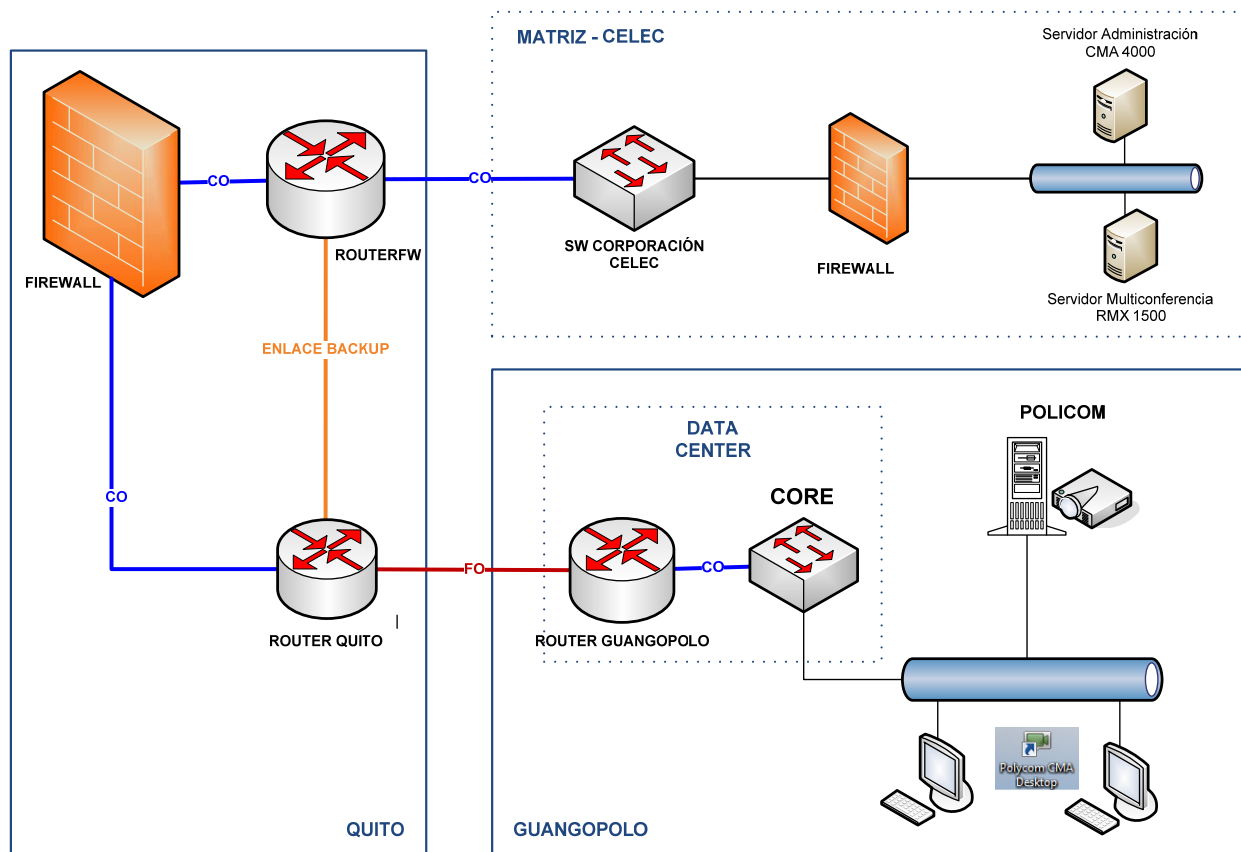 MATRIZ - CELEC
Servidor Administración
CMA 4000
CO
CO
SW CORPORACIÓN
CELEC
FIREWALL
ROUTERFW
FIREWALL
Servidor Multiconferencia
RMX 1500
ENLACE BACKUP
DATA
CENTER
POLICOM
CORE
CO
FO
CO
ROUTER QUITO
ROUTER GUANGOPOLO
Polycom CMA
Desktop
QUITO
GUANGOPOLO